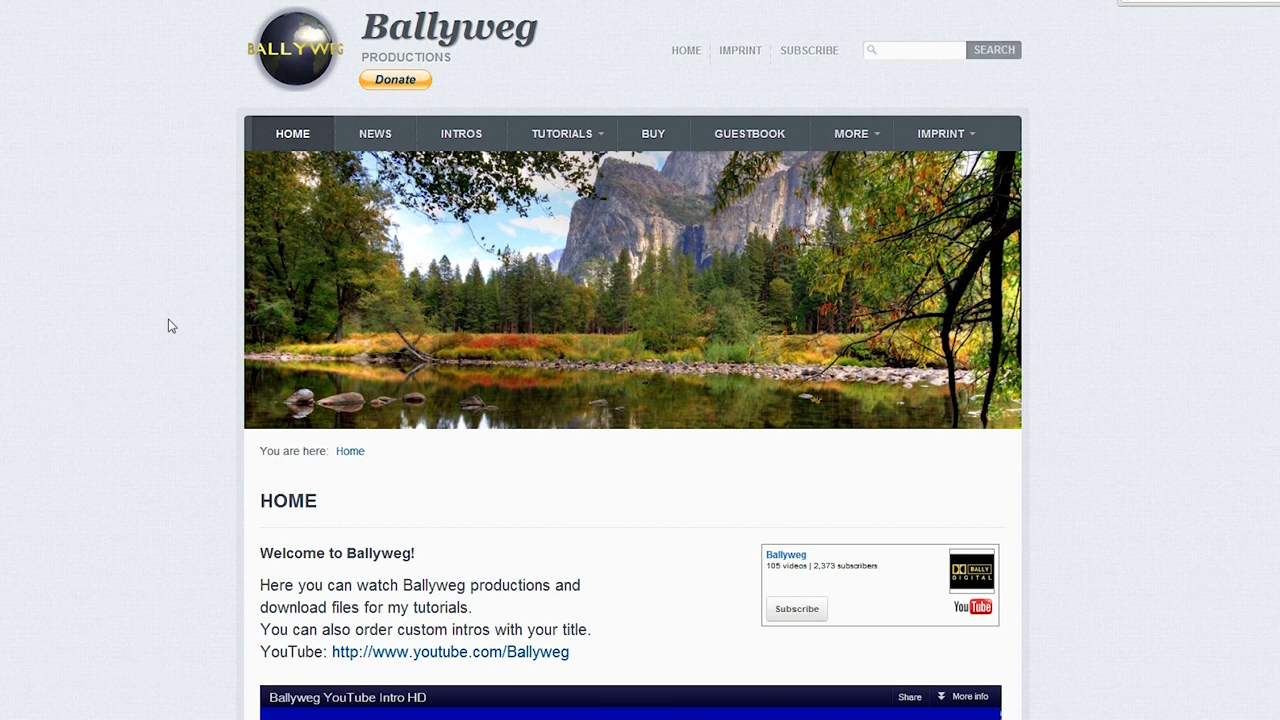 BALLYWEG
Ballyweg
PRODUCTIONS
Donate
HOME IMPRINT SUBSCRIBE SEARCH
HOME NEWS INTROS TUTORIALS BUY GUESTBOOK MORE IMPRINT
You are here: Home
HOME
Welcome to Ballyweg!
Here you can watch Ballyweg productions and
download files for my tutorials.
You can also order custom intros with your title.
YouTube: http://www.youtube.com/Ballyweg
Ballyweg
105 videos | 2,373 subscribers
BALLY
DIGITAL
Subscribe
YouTube
Ballyweg YouTube Intro HD Share More info